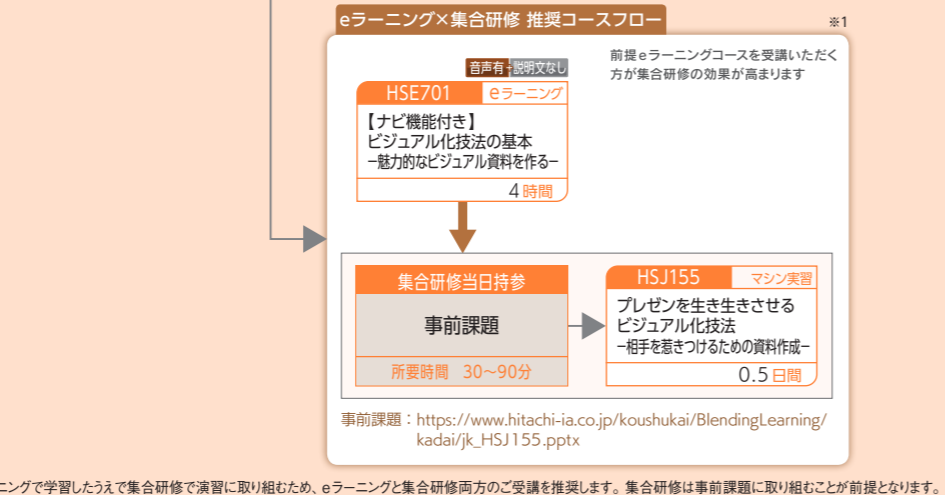 eラーニング×集合研修 推奨コースフロー
※1
前提eラーニングコースを受講いただく
方が集合研修の効果が高まります
音声有+説明文なし
HSE701 eラーニング
【ナビ機能付き】
ビジュアル化技法の基本
−魅力的なビジュアル資料を作る−
4時間
集合研修当日持参
事前課題
所要時間 30〜90分
HSJ155 マシン実習
プレゼンを生き生きさせる
ビジュアル化技法
−相手を惹きつけるための資料作成−
0.5日間
事前課題：https://www.hitachi-ia.co.jp/koushukai/BlendingLearning/
kadai/jk_HSJ155.pptx
ニングで学習したうえで集合研修で演習に取り組むため、eラーニングと集合研修両方のご受講を推奨します。集合研修は事前課題に取り組むことが前提となります。